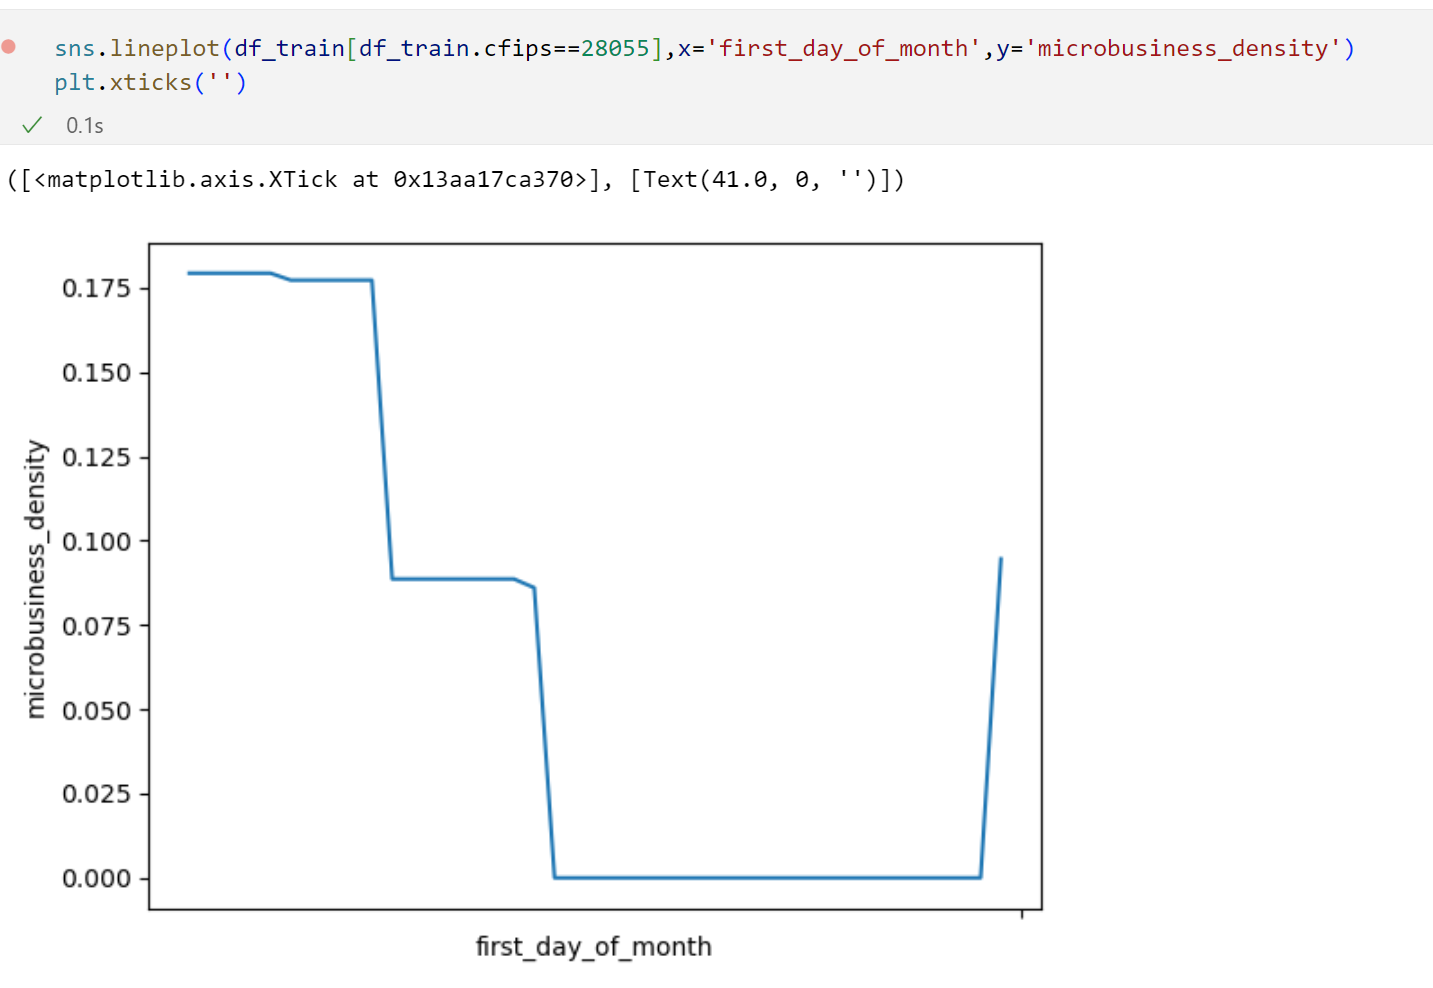 sns.lineplot(df_train[df_train.cfips==28055],x='first_day_of_month',y='microbusiness_density')
plt.xticks('')
0.1s
([<matplotlib.axis.XTick at 0x13aa17ca370>], [Text(41.0, 0, '')])
0.175
0.150
0.125
0.100
0.075
0.050
0.025
0.000
microbusiness_density
first_day_of_month